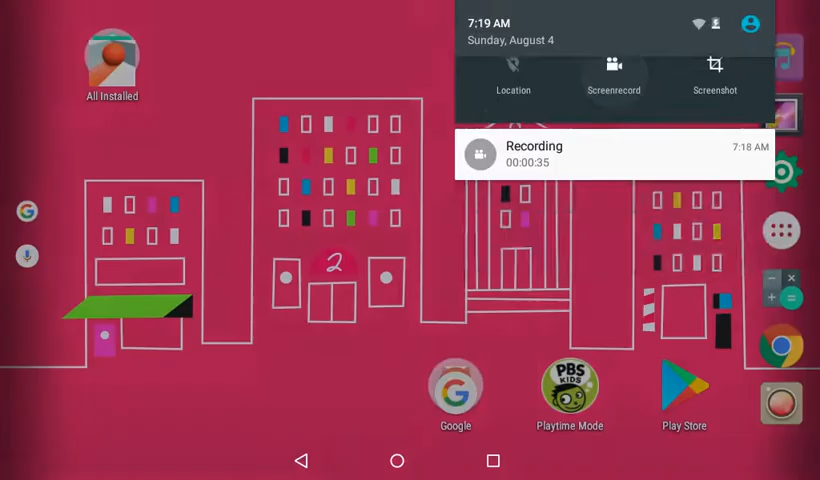 7:19 AM
Sunday, August 4
Location
Screenrecord
Screenshot
Recording
7:18 AM
00:00:35
All Installed
2
PBS
KIDS
Google
Playtime Mode
Play Store